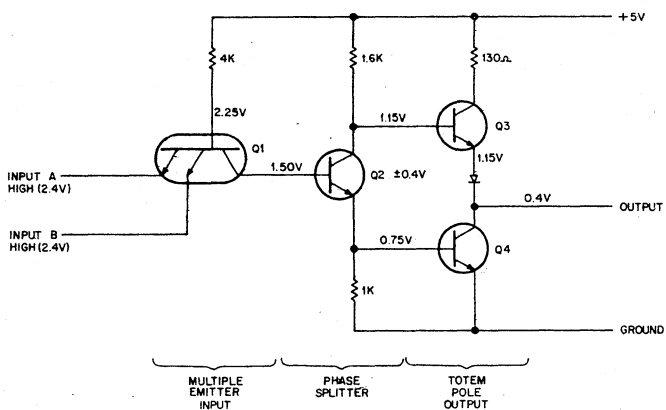 +5V
4K
1.6K
130Ω
2.25V
Q1
1.15V
Q3
INPUT A
HIGH (2.4V)
1.50V
Q2
±0.4V
1.15V
0.4V
OUTPUT
INPUT B
HIGH (2.4V)
0.75V
Q4
1K
GROUND
MULTIPLE
EMITTER
INPUT
PHASE
SPLITTER
TOTEM
POLE
OUTPUT